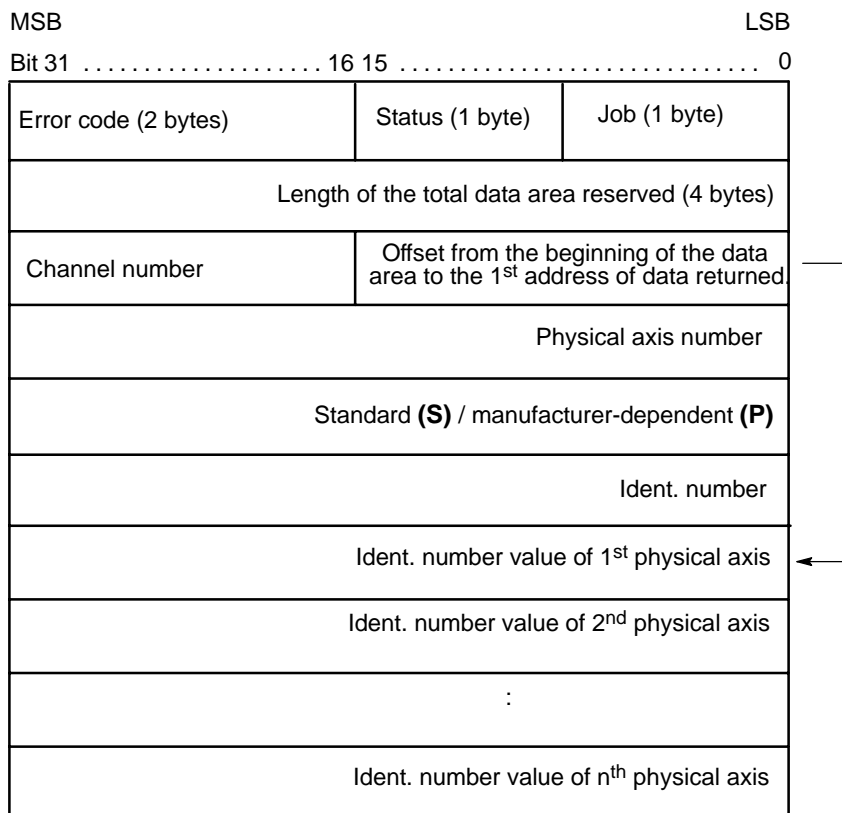 MSB LSB
Bit 31 . . . . . . . . . . . . . . . . . . . . 16 15 . . . . . . . . . . . . . . . . . . . . . . . . . . . . . 0
Error code (2 bytes) Status (1 byte) Job (1 byte)
Length of the total data area reserved (4 bytes)
Channel number Offset from the beginning of the data
area to the 1st address of data returned.
Physical axis number
Standard (S) / manufacturer-dependent (P)
Ident. number
Ident. number value of 1st physical axis
Ident. number value of 2nd physical axis
:
Ident. number value of nth physical axis